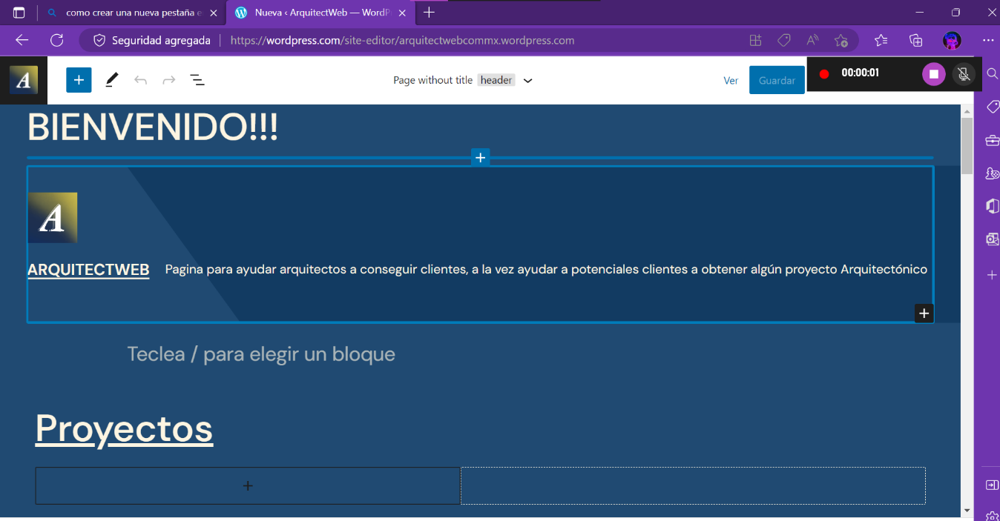 como crear una nueva pestaña e
Nueva ‹ ArquitectWeb — WordPr
Seguridad agregada
https://wordpress.com/site-editor/arquitectwebcommx.wordpress.com
A
Page without title header
Ver
Guardar
00:00:01
BIENVENIDO!!!
A
ARQUITECTWEB
Pagina para ayudar arquitectos a conseguir clientes, a la vez ayudar a potenciales clientes a obtener algún proyecto Arquitectónico
Teclea / para elegir un bloque
Proyectos